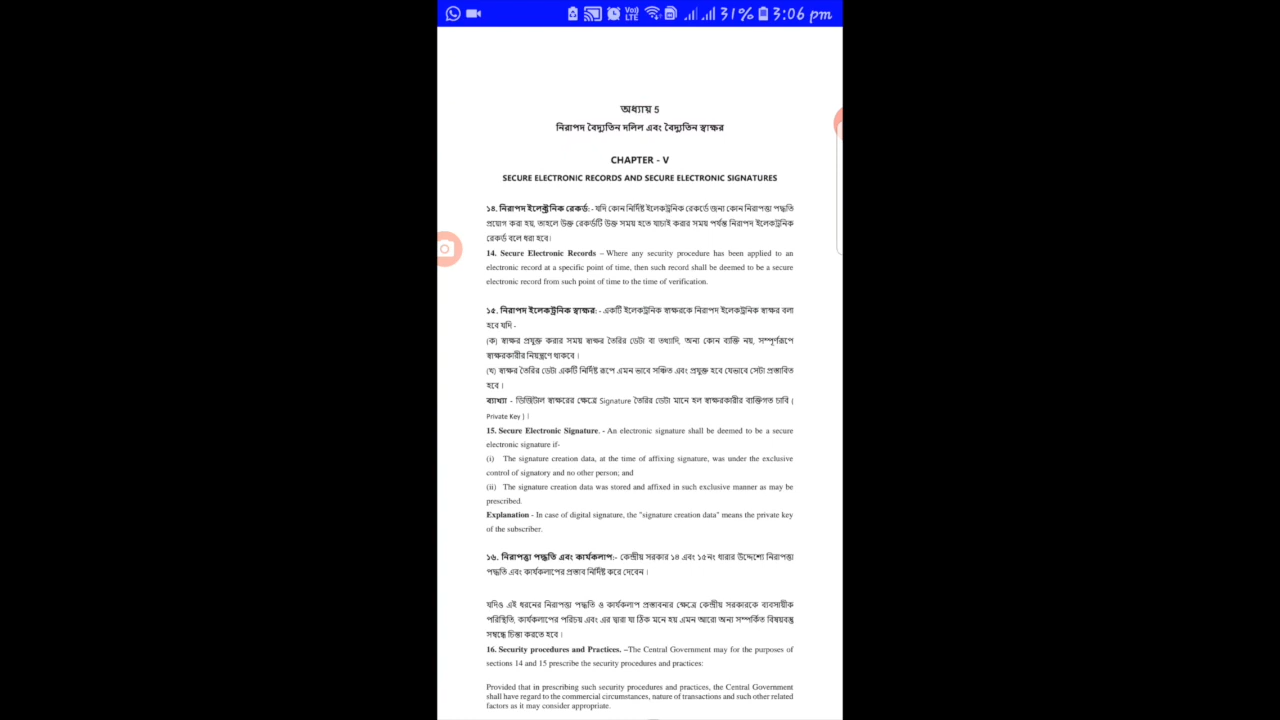 31% 3:06 pm
অধ্যায় 5
নিরাপদ বৈদ্যুতিন দলিল এবং বৈদ্যুতিন স্বাক্ষর
CHAPTER - V
SECURE ELECTRONIC RECORDS AND SECURE ELECTRONIC SIGNATURES
১৪. নিরাপদ ইলেক্ট্রনিক রেকর্ড: - যদি কোন নির্দিষ্ট ইলেকট্রনিক রেকর্ডে জন্য কোন নিরাপত্তা পদ্ধতি
প্রয়োগ করা হয়, তাহলে উক্ত রেকর্ডটি উক্ত সময় হতে যাচাই করার সময় পর্যন্ত নিরাপদ ইলেকট্রনিক
রেকর্ড বলে ধরা হবে।
14. Secure Electronic Records – Where any security procedure has been applied to an
electronic record at a specific point of time, then such record shall be deemed to be a secure
electronic record from such point of time to the time of verification.
১৫. নিরাপদ ইলেকট্রনিক স্বাক্ষর: - একটি ইলেকট্রনিক স্বাক্ষরকে নিরাপদ ইলেকট্রনিক স্বাক্ষর বলা
হবে যদি -
(ক) স্বাক্ষর প্রযুক্ত করার সময় স্বাক্ষর তৈরির ডেটা বা তথ্যাদি, অন্য কোন ব্যক্তি নয়, সম্পূর্ণরূপে
স্বাক্ষরকারীর নিয়ন্ত্রণে থাকবে ।
(খ) স্বাক্ষর তৈরির ডেটা একটি নির্দিষ্ট রূপে এমন ভাবে সঞ্চিত এবং প্রযুক্ত হবে যেভাবে সেটা প্রস্তাবিত
হবে ।
ব্যাখ্যা - ডিজিটাল স্বাক্ষরের ক্ষেত্রে Signature তৈরির ডেটা মানে হল স্বাক্ষরকারীর ব্যক্তিগত চাবি (
Private Key ) ।
15. Secure Electronic Signature. - An electronic signature shall be deemed to be a secure
electronic signature if-
(i) The signature creation data, at the time of affixing signature, was under the exclusive
control of signatory and no other person; and
(ii) The signature creation data was stored and affixed in such exclusive manner as may be
prescribed.
Explanation - In case of digital signature, the "signature creation data" means the private key
of the subscriber.
১৬. নিরাপত্তা পদ্ধতি এবং কার্যকলাপ:- কেন্দ্রীয় সরকার ১৪ এবং ১৫নং ধারার উদ্দেশ্যে নিরাপত্তা
পদ্ধতি এবং কার্যকলাপের প্রস্তাব নির্দিষ্ট করে দেবেন ।
যদিও এই ধরনের নিরাপত্তা পদ্ধতি ও কার্যকলাপ প্রস্তাবনার ক্ষেত্রে কেন্দ্রীয় সরকারকে ব্যবসায়ীক
পরিস্থিতি, কার্যকলাপের পরিচয় এবং এর দ্বারা যা ঠিক মনে হয় এমন আরো অন্য সম্পর্কিত বিষয়বস্তু
সম্বন্ধে চিন্তা করতে হবে ।
16. Security procedures and Practices. –The Central Government may for the purposes of
sections 14 and 15 prescribe the security procedures and practices:
Provided that in prescribing such security procedures and practices, the Central Government
shall have regard to the commercial circumstances, nature of transactions and such other related
factors as it may consider appropriate.